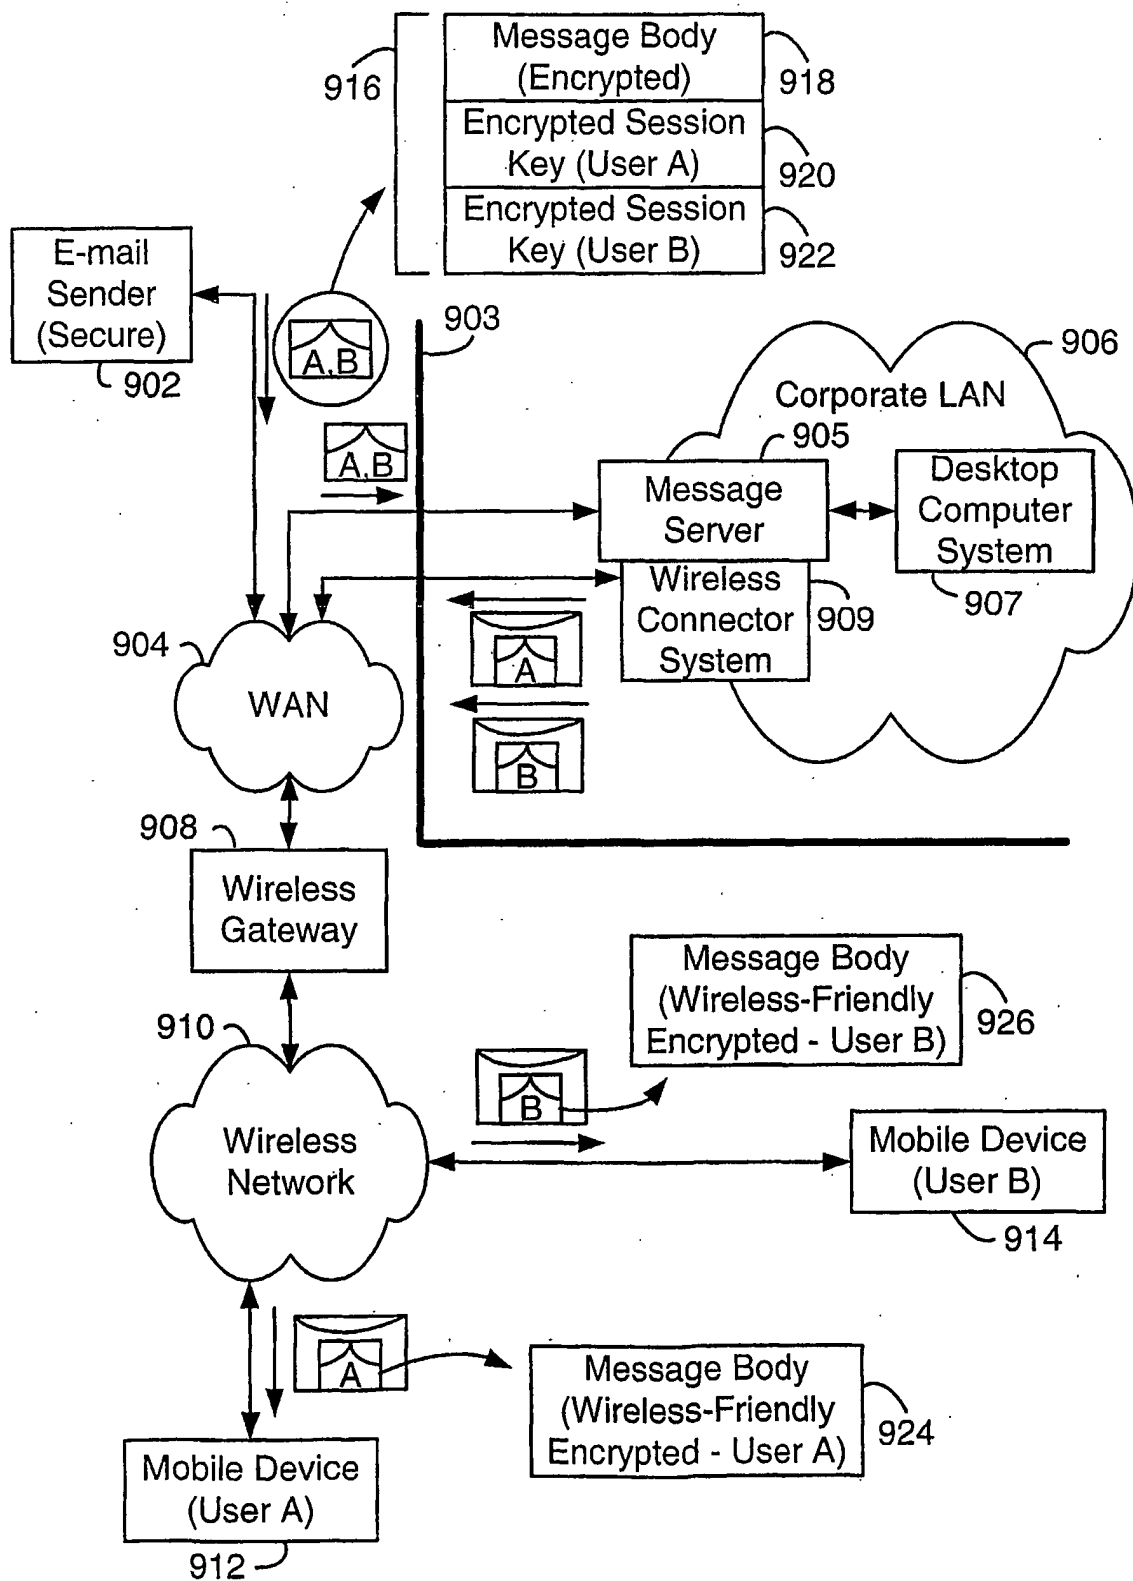 Message Body
(Encrypted)
918
916
Encrypted Session
Key (User A)
920
Encrypted Session
Key (User B)
922
E-mail
Sender
(Secure)
902
A,B
903
906
Corporate LAN
905
A,B
Message
Server
Desktop
Computer
System
907
Wireless
Connector
System
909
904
WAN
A
B
908
Wireless
Gateway
Message Body
(Wireless-Friendly
Encrypted - User B)
926
910
B
Wireless
Network
Mobile Device
(User B)
914
A
Message Body
(Wireless-Friendly
Encrypted - User A)
924
Mobile Device
(User A)
912